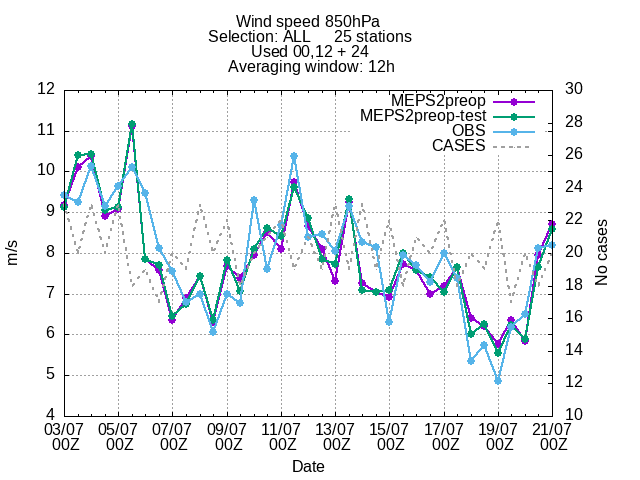 Wind speed 850hPa
Selection: ALL 25 stations
Used 00,12 + 24
Averaging window: 12h
MEPS2preop
MEPS2preop-test
OBS
CASES
m/s
12
11
10
9
8
7
6
5
4
No cases
30
28
26
24
22
20
18
16
14
12
10
03/07 05/07 07/07 09/07 11/07 13/07 15/07 17/07 19/07 21/07
00Z 00Z 00Z 00Z 00Z 00Z 00Z 00Z 00Z 00Z
Date